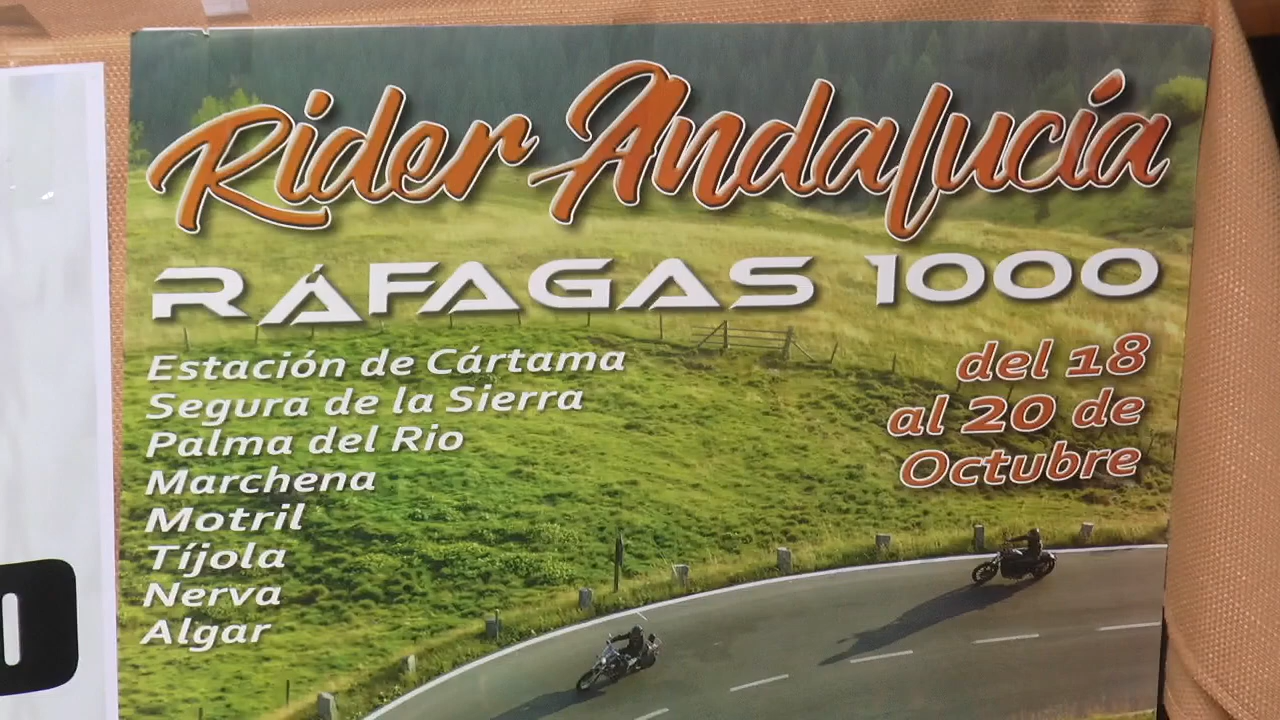 Rider Andalucía
RÁFAGAS 1000
Estación de Cártama
Segura de la Sierra
Palma del Rio
Marchena
Motril
Tíjola
Nerva
Algar
del 18
al 20 de
Octubre